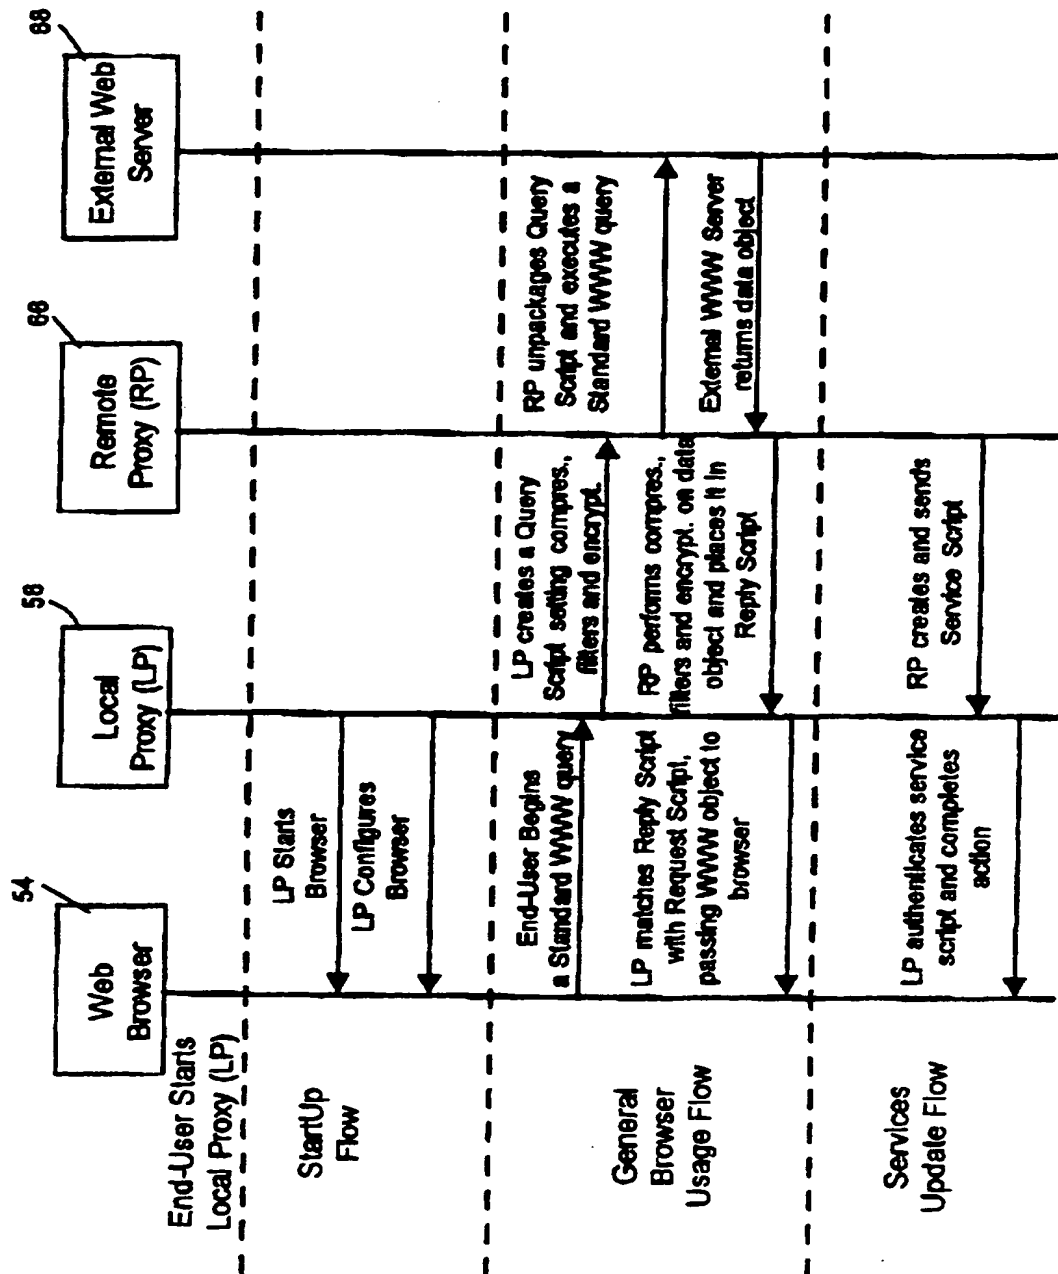 54
Web
Browser
58
Local
Proxy (LP)
66
Remote
Proxy (RP)
68
External Web
Server
End-User Starts
Local Proxy (LP)
StartUp
Flow
LP Starts
Browser
LP Configures
Browser
General
Browser
Usage Flow
End-User Begins
a Standard WWW query
LP creates a Query
Script setting compres.,
filters and encrypt.
RP unpackages Query
Script and executes a
Standard WWW query
External WWW Server
returns data object
RP performs compres.,
filters and encrypt. on data
object and places it in
Reply Script
LP matches Reply Script
with Request Script,
passing WWW object to
browser
Services
Update Flow
RP creates and sends
Service Script
LP authenticates service
script and completes
action